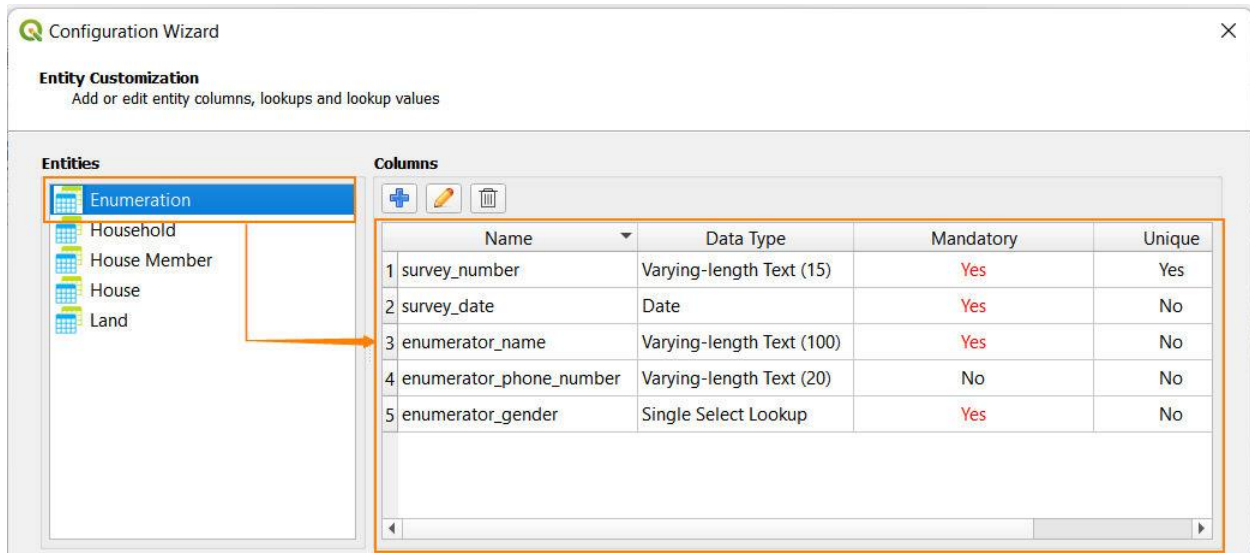 Configuration Wizard
Entity Customization
Add or edit entity columns, lookups and lookup values
Entities
Enumeration
Household
House Member
House
Land
Columns
Name Data Type Mandatory Unique
1 survey_number Varying-length Text (15) Yes Yes
2 survey_date Date Yes No
3 enumerator_name Varying-length Text (100) Yes No
4 enumerator_phone_number Varying-length Text (20) No No
5 enumerator_gender Single Select Lookup Yes No